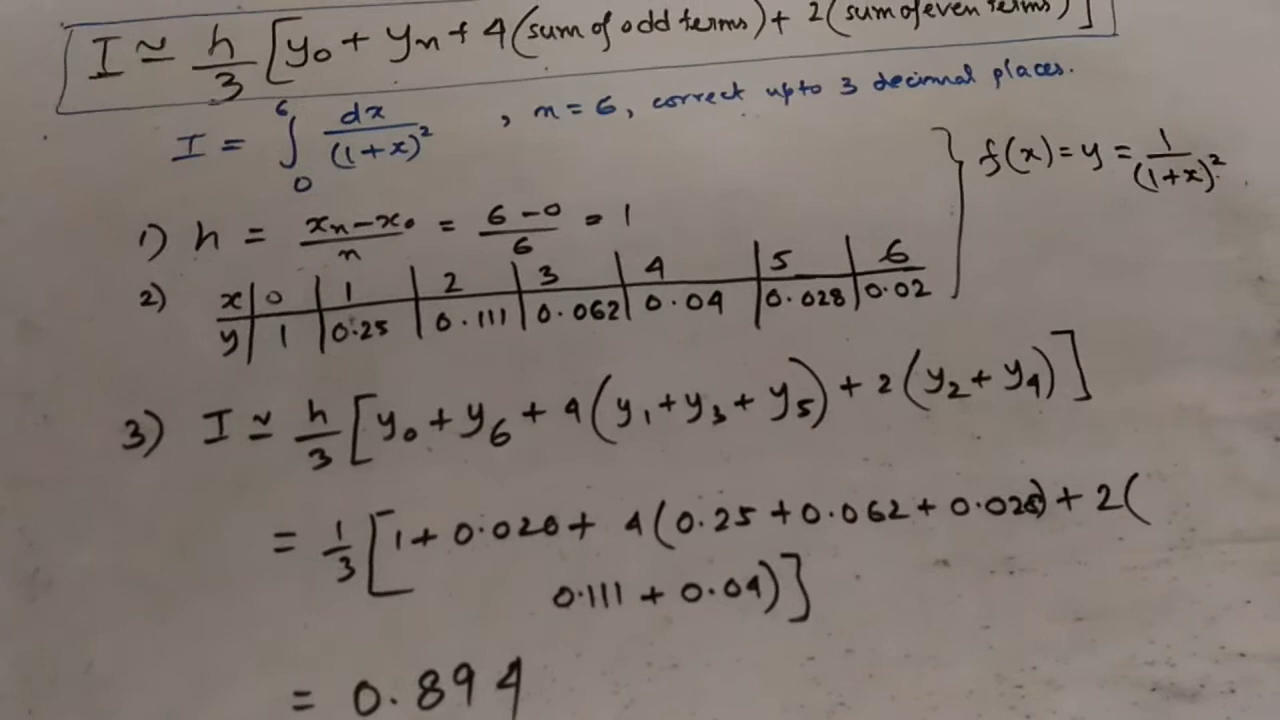 I ≃ h/3 [y₀ + yₙ + 4(sum of odd terms) + 2(sum of even terms)]
I = ∫₀⁶ dx/(1+x)² , n = 6, correct upto 3 decimal places.
f(x) = y = 1/(1+x)²
1) h = (xₙ − x₀)/n = (6 − 0)/6 = 1
2) x | 0 | 1 | 2 | 3 | 4 | 5 | 6
y | 1 | 0.25 | 0.111 | 0.062 | 0.04 | 0.028 | 0.02
3) I ≃ h/3 [y₀ + y₆ + 4(y₁ + y₃ + y₅) + 2(y₂ + y₄)]
= 1/3 [1 + 0.020 + 4(0.25 + 0.062 + 0.028) + 2(
0.111 + 0.04)]
= 0.894